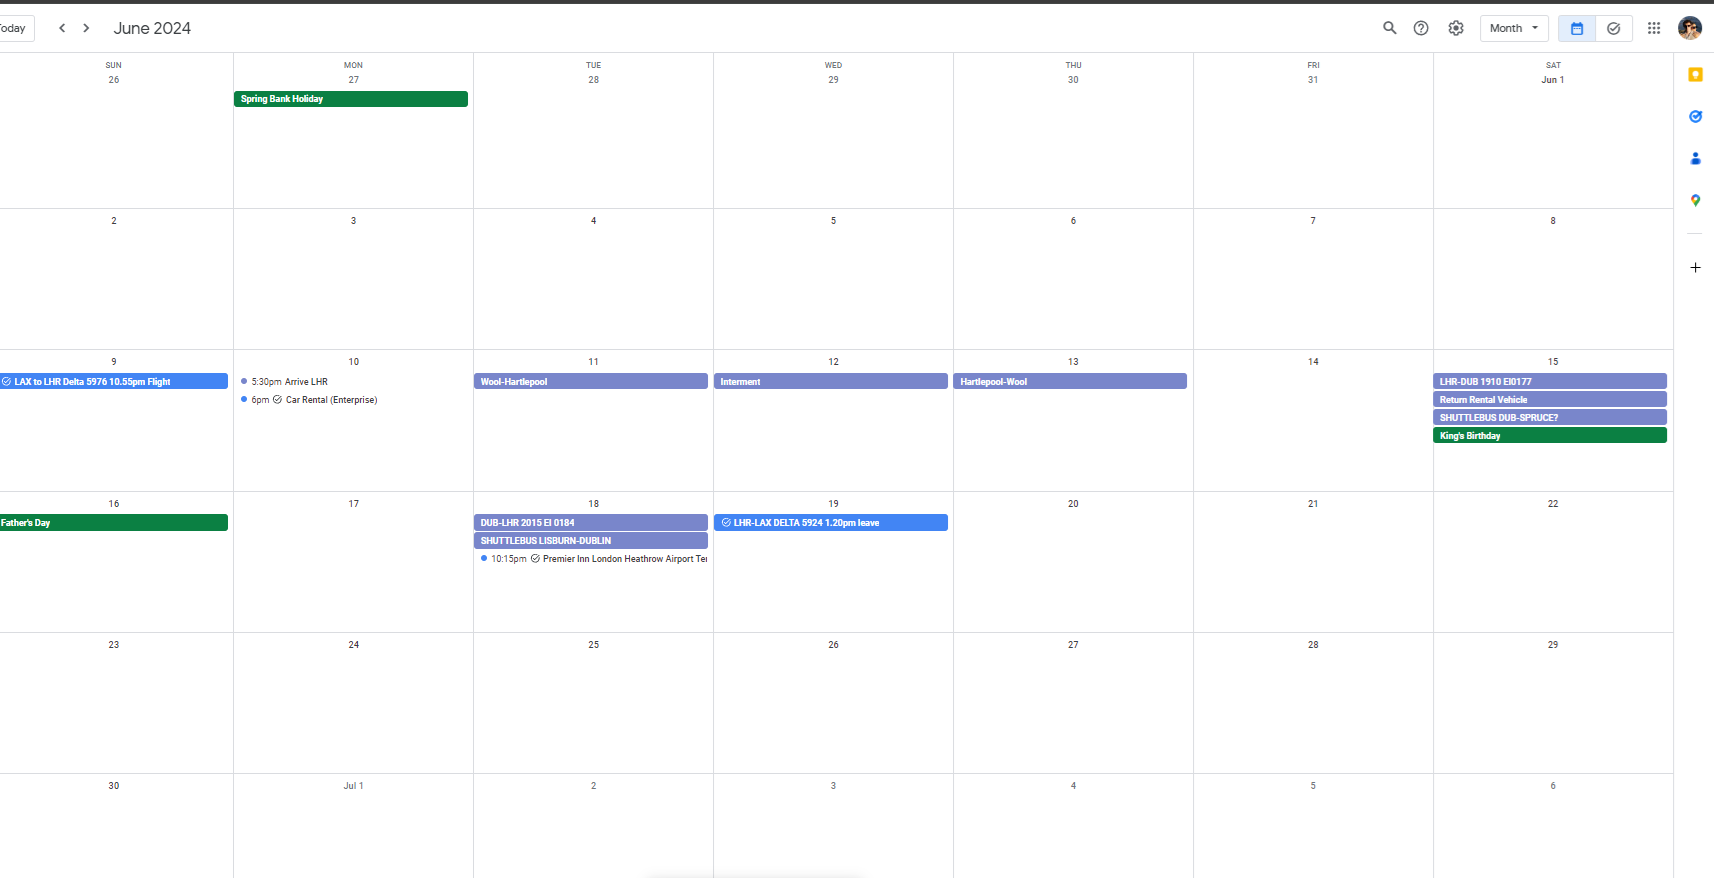 Today
June 2024
Month
SUN
MON
TUE
WED
THU
FRI
SAT
26
27
28
29
30
31
Jun 1
Spring Bank Holiday
2
3
4
5
6
7
8
9
10
11
12
13
14
15
LAX to LHR Delta 5976 10.55pm Flight
5:30pm Arrive LHR
6pm Car Rental (Enterprise)
Wool-Hartlepool
Interment
Hartlepool-Wool
LHR-DUB 1910 EI0177
Return Rental Vehicle
SHUTTLEBUS DUB-SPRUCE?
King's Birthday
16
17
18
19
20
21
22
Father's Day
DUB-LHR 2015 EI 0184
SHUTTLEBUS LISBURN-DUBLIN
10:15pm Premier Inn London Heathrow Airport Ter
LHR-LAX DELTA 5924 1.20pm leave
23
24
25
26
27
28
29
30
Jul 1
2
3
4
5
6